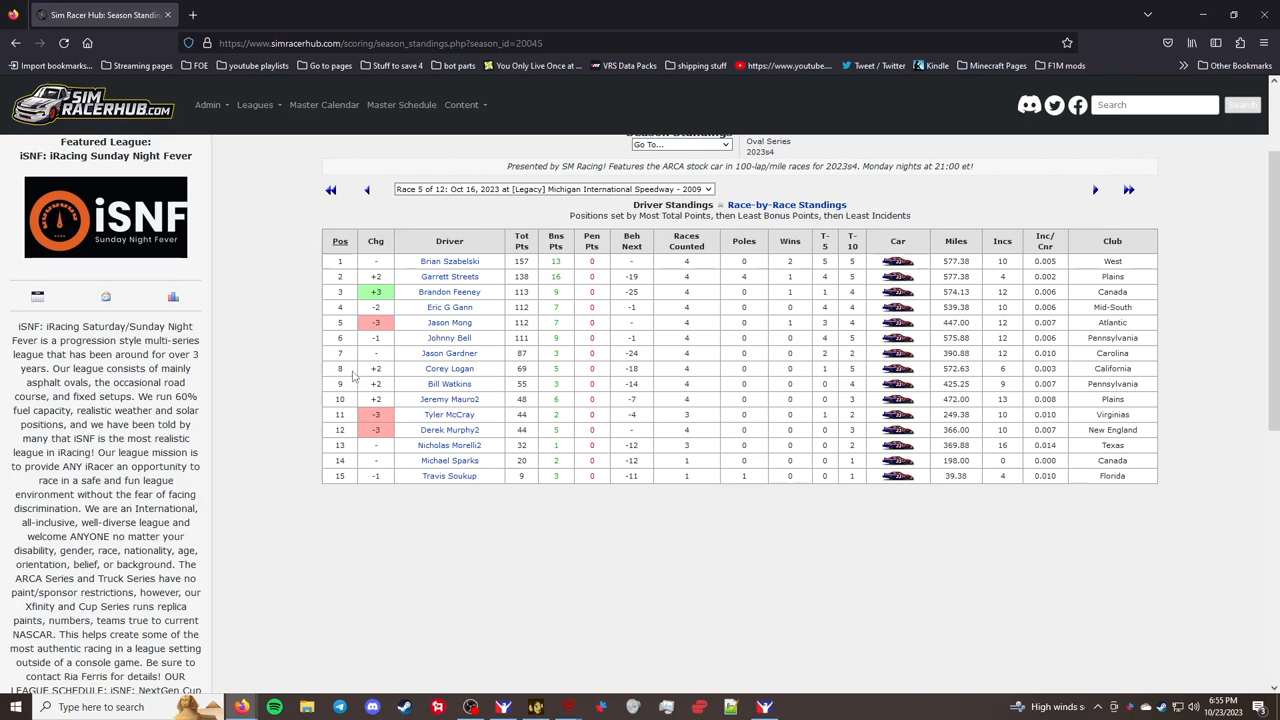 Sim Racer Hub: Season Standin
https://www.simracerhub.com/scoring/season_standings.php?season_id=20045
Import bookmarks... Streaming pages FOE youtube playlists Go to pages Stuff to save 4 bot parts You Only Live Once at... VRS Data Packs shipping stuff https://www.youtube.... Tweet / Twitter Kindle Minecraft Pages Other Bookmarks
SIM RACERHUB.COM
Admin Leagues Master Calendar Master Schedule Content Search Search
Featured League:
iSNF: iRacing Sunday Night Fever
iSNF
Sunday Night Fever
iSNF: iRacing Saturday/Sunday Night
Fever is a progression style multi-series
league that has been around for over 3
years. Our league consists of mainly
asphalt ovals, the occasional road
course, and fixed setups. We run 60%
fuel capacity, realistic weather and solar
positions, and we have been told by
many that iSNF is the most realistic
league in iRacing! Our league mission is
to provide ANY iRacer an opportunity to
race in a safe and fun league
environment without the fear of facing
discrimination. We are an International,
all-inclusive, well-diverse league and
welcome ANYONE no matter your
disability, gender, race, nationality, age,
orientation, belief, or background. The
ARCA Series and Truck Series have no
paint/sponsor restrictions, however, our
Xfinity and Cup Series runs replica
paints, numbers, teams true to current
NASCAR. This helps create some of the
most authentic racing in a league setting
outside of a console game. Be sure to
contact Ria Ferris for details! OUR
LEAGUE SCHEDULE: iSNF: NextGen Cup
Season Standings
Go To...
Oval Series
2023s4
Presented by SM Racing! Features the ARCA stock car in 100-lap/mile races for 2023s4. Monday nights at 21:00 et!
Race 5 of 12: Oct 16, 2023 at [Legacy] Michigan International Speedway - 2009
Driver Standings Race-by-Race Standings
Positions set by Most Total Points, then Least Bonus Points, then Least Incidents
Pos Chg Driver Tot Pts Bns Pts Pen Pts Beh Next Races Counted Poles Wins T-5 T-10 Car Miles Incs Inc/Cnr Club
1 - Brian Szabelski 157 13 0 - 4 0 2 5 5 577.38 10 0.005 West
2 +2 Garrett Streets 138 16 0 -19 4 4 1 4 5 577.38 4 0.002 Plains
3 +3 Brandon Feeney 113 9 0 -25 4 0 1 1 4 574.13 12 0.006 Canada
4 -2 Eric G Gann 112 7 0 -1 4 0 0 3 4 539.38 10 0.006 Mid-South
5 -3 Jason Mong 112 7 0 - 4 0 1 3 4 447.00 12 0.007 Atlantic
6 -1 Johnny Bell 111 9 0 -1 4 0 0 4 5 575.88 12 0.006 Pennsylvania
7 - Jason Gardner 87 3 0 -24 4 0 0 2 2 390.88 12 0.010 Carolina
8 +2 Corey Logan 69 5 0 -18 4 0 0 1 5 572.63 6 0.003 California
9 +2 Bill Watkins 55 3 0 -14 4 0 0 0 4 425.25 9 0.007 Pennsylvania
10 +2 Jeremy Mauro2 48 6 0 -7 4 0 0 0 3 472.00 13 0.008 Plains
11 -3 Tyler McCray 44 2 0 -4 3 0 0 1 2 249.38 10 0.010 Virginias
12 -3 Derek Murphy2 44 5 0 - 4 0 0 0 3 366.00 10 0.007 New England
13 - Nicholas Morelli2 32 1 0 -12 3 0 0 0 2 369.88 16 0.014 Texas
14 - Michael Sparks 20 2 0 -12 1 0 0 0 1 198.00 0 0.000 Canada
15 -1 Travis Soukup 9 3 0 -11 1 1 0 0 1 39.38 4 0.010 Florida
Type here to search
High winds
6:55 PM
10/23/2023